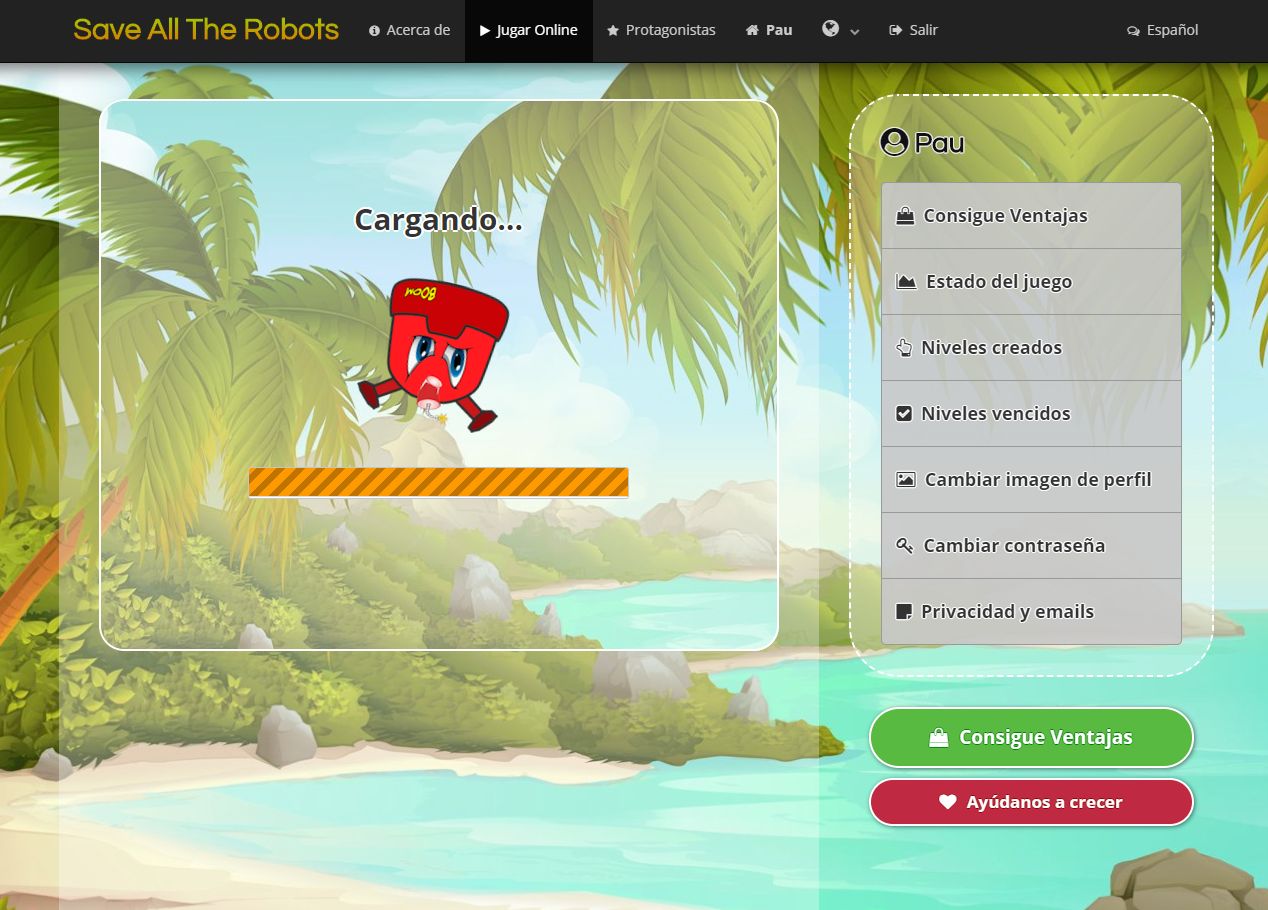 Save All The Robots
Acerca de
Jugar Online
Protagonistas
Pau
Salir
Español
Cargando...
BOom
Pau
Consigue Ventajas
Estado del juego
Niveles creados
Niveles vencidos
Cambiar imagen de perfil
Cambiar contraseña
Privacidad y emails
Consigue Ventajas
Ayúdanos a crecer